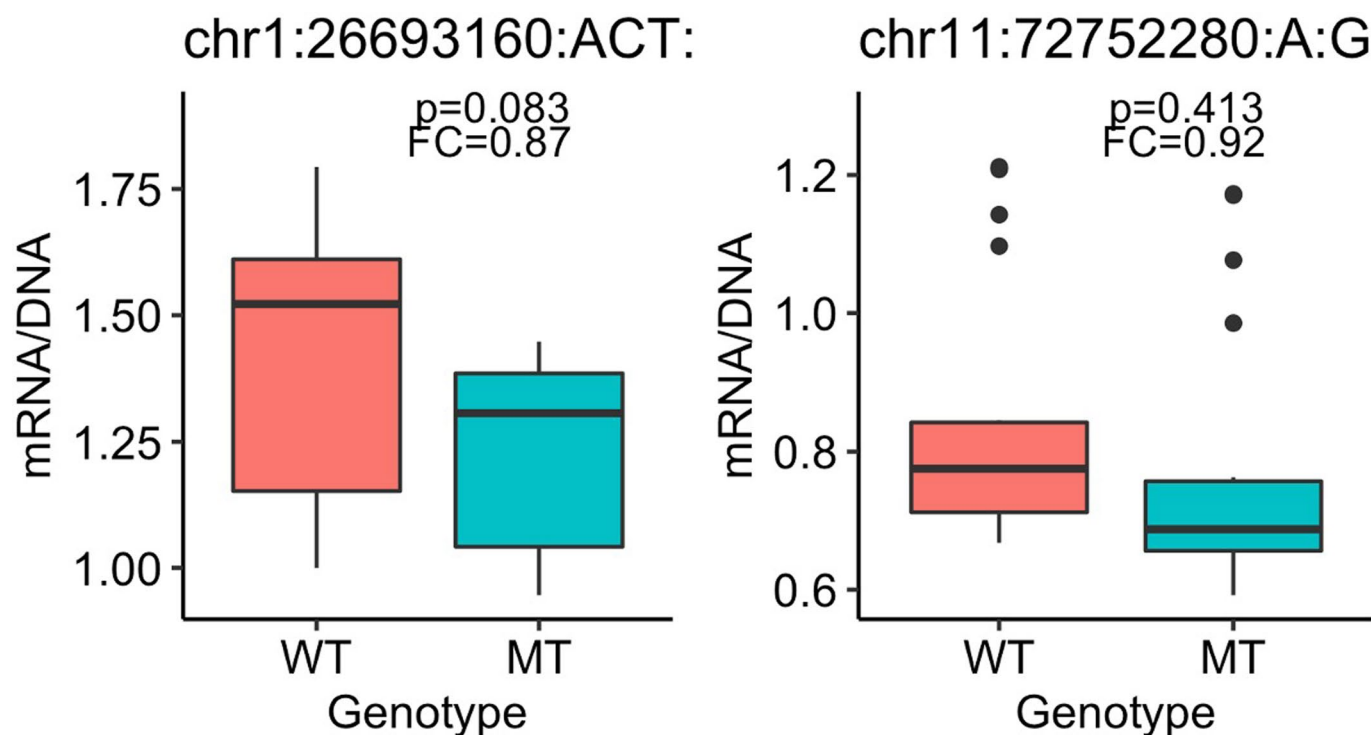 chr1:26693160:ACT:
p=0.083
FC=0.87
mRNA/DNA
1.75
1.50
1.25
1.00
WT MT
Genotype
chr11:72752280:A:G
p=0.413
FC=0.92
mRNA/DNA
1.2
1.0
0.8
0.6
WT MT
Genotype